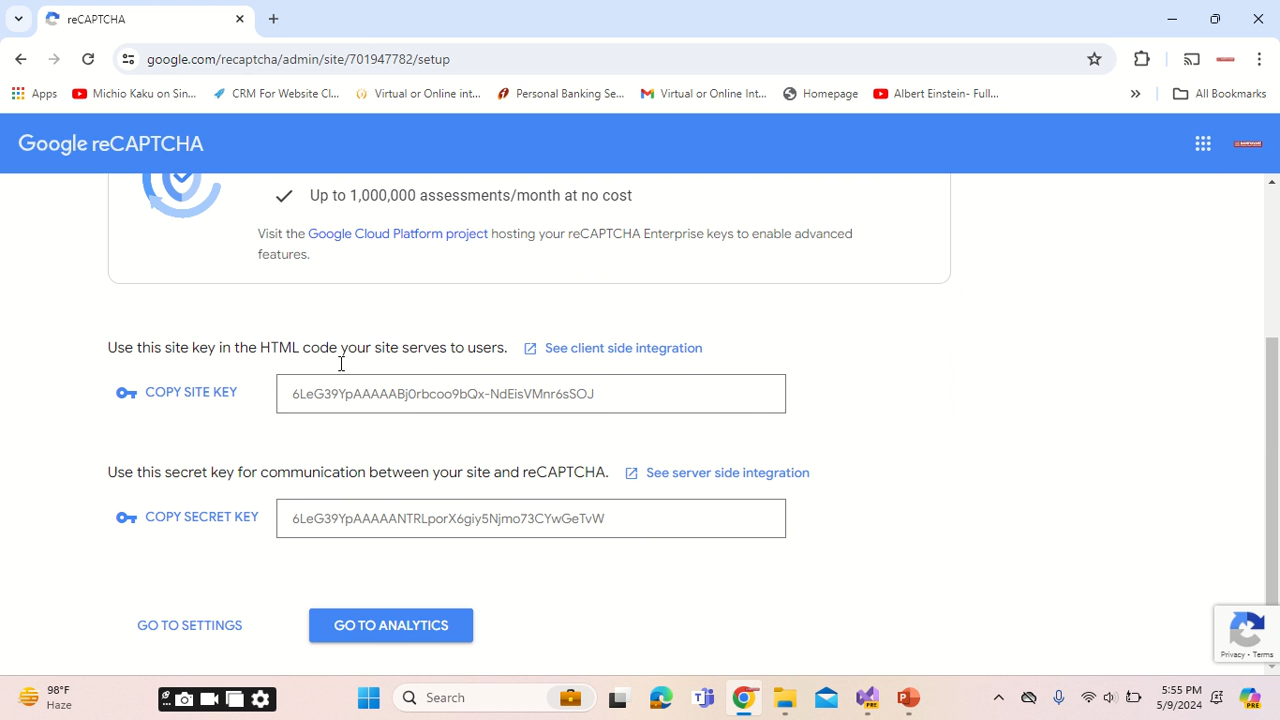 reCAPTCHA
google.com/recaptcha/admin/site/701947782/setup
Apps Michio Kaku on Sin... CRM For Website Cl... Virtual or Online int... Personal Banking Se... Virtual or Online Int... Homepage Albert Einstein- Full... » All Bookmarks
Google reCAPTCHA
Up to 1,000,000 assessments/month at no cost
Visit the Google Cloud Platform project hosting your reCAPTCHA Enterprise keys to enable advanced
features.
Use this site key in the HTML code your site serves to users. See client side integration
COPY SITE KEY 6LeG39YpAAAAABj0rbcoo9bQx-NdEisVMnr6sSOJ
Use this secret key for communication between your site and reCAPTCHA. See server side integration
COPY SECRET KEY 6LeG39YpAAAAANTRLporX6giy5Njmo73CYwGeTvW
GO TO SETTINGS GO TO ANALYTICS
Privacy - Terms
98°F
Haze
Search
PRE
5:55 PM
5/9/2024
PRE